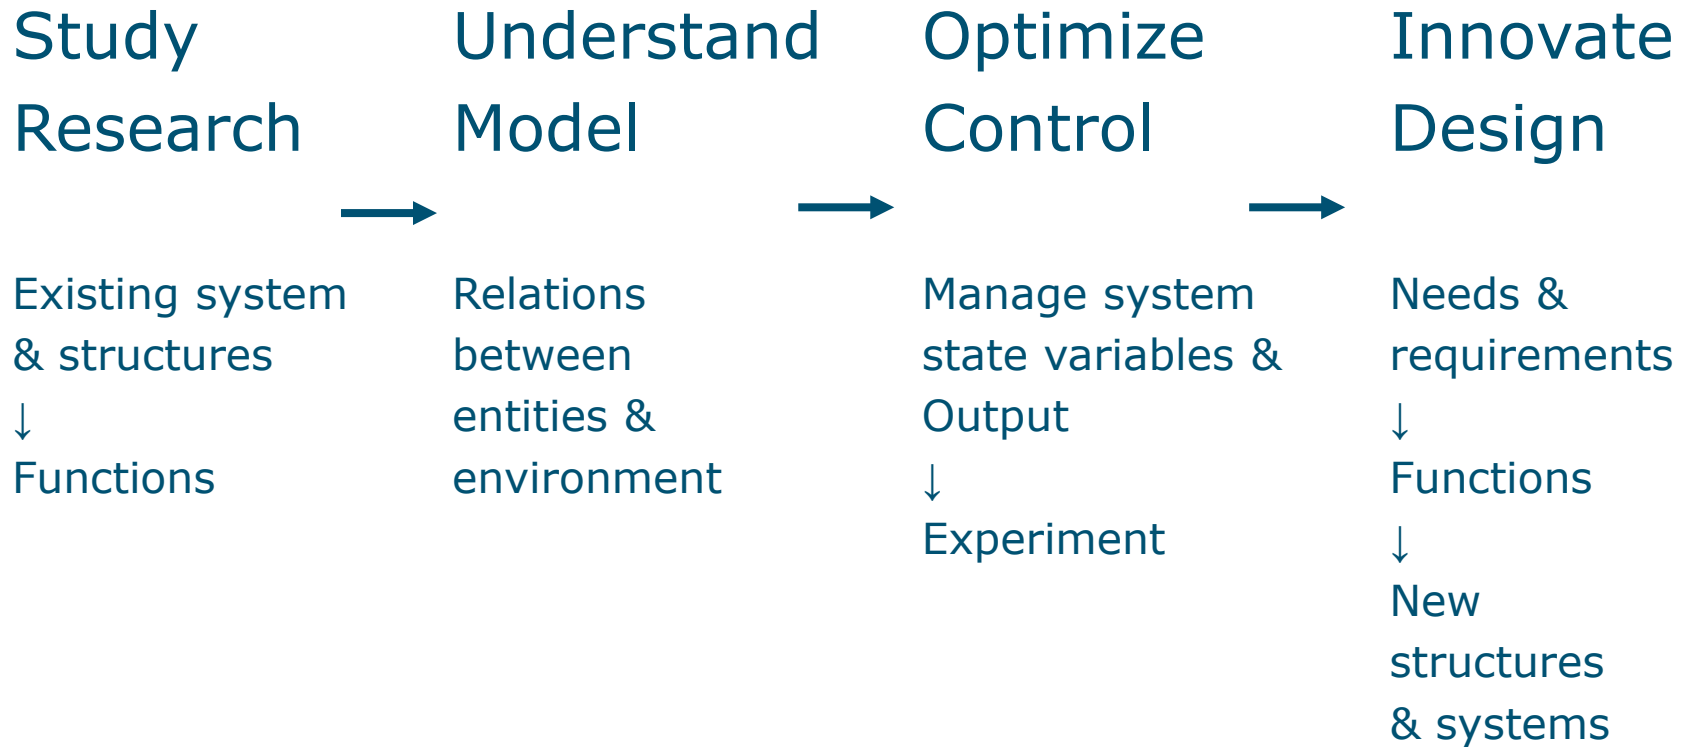 Study
Research
Existing system
& structures
↓
Functions
Understand
Model
Relations
between
entities &
environment
Optimize
Control
Manage system
state variables &
Output
↓
Experiment
Innovate
Design
Needs &
requirements
↓
Functions
↓
New
structures
& systems